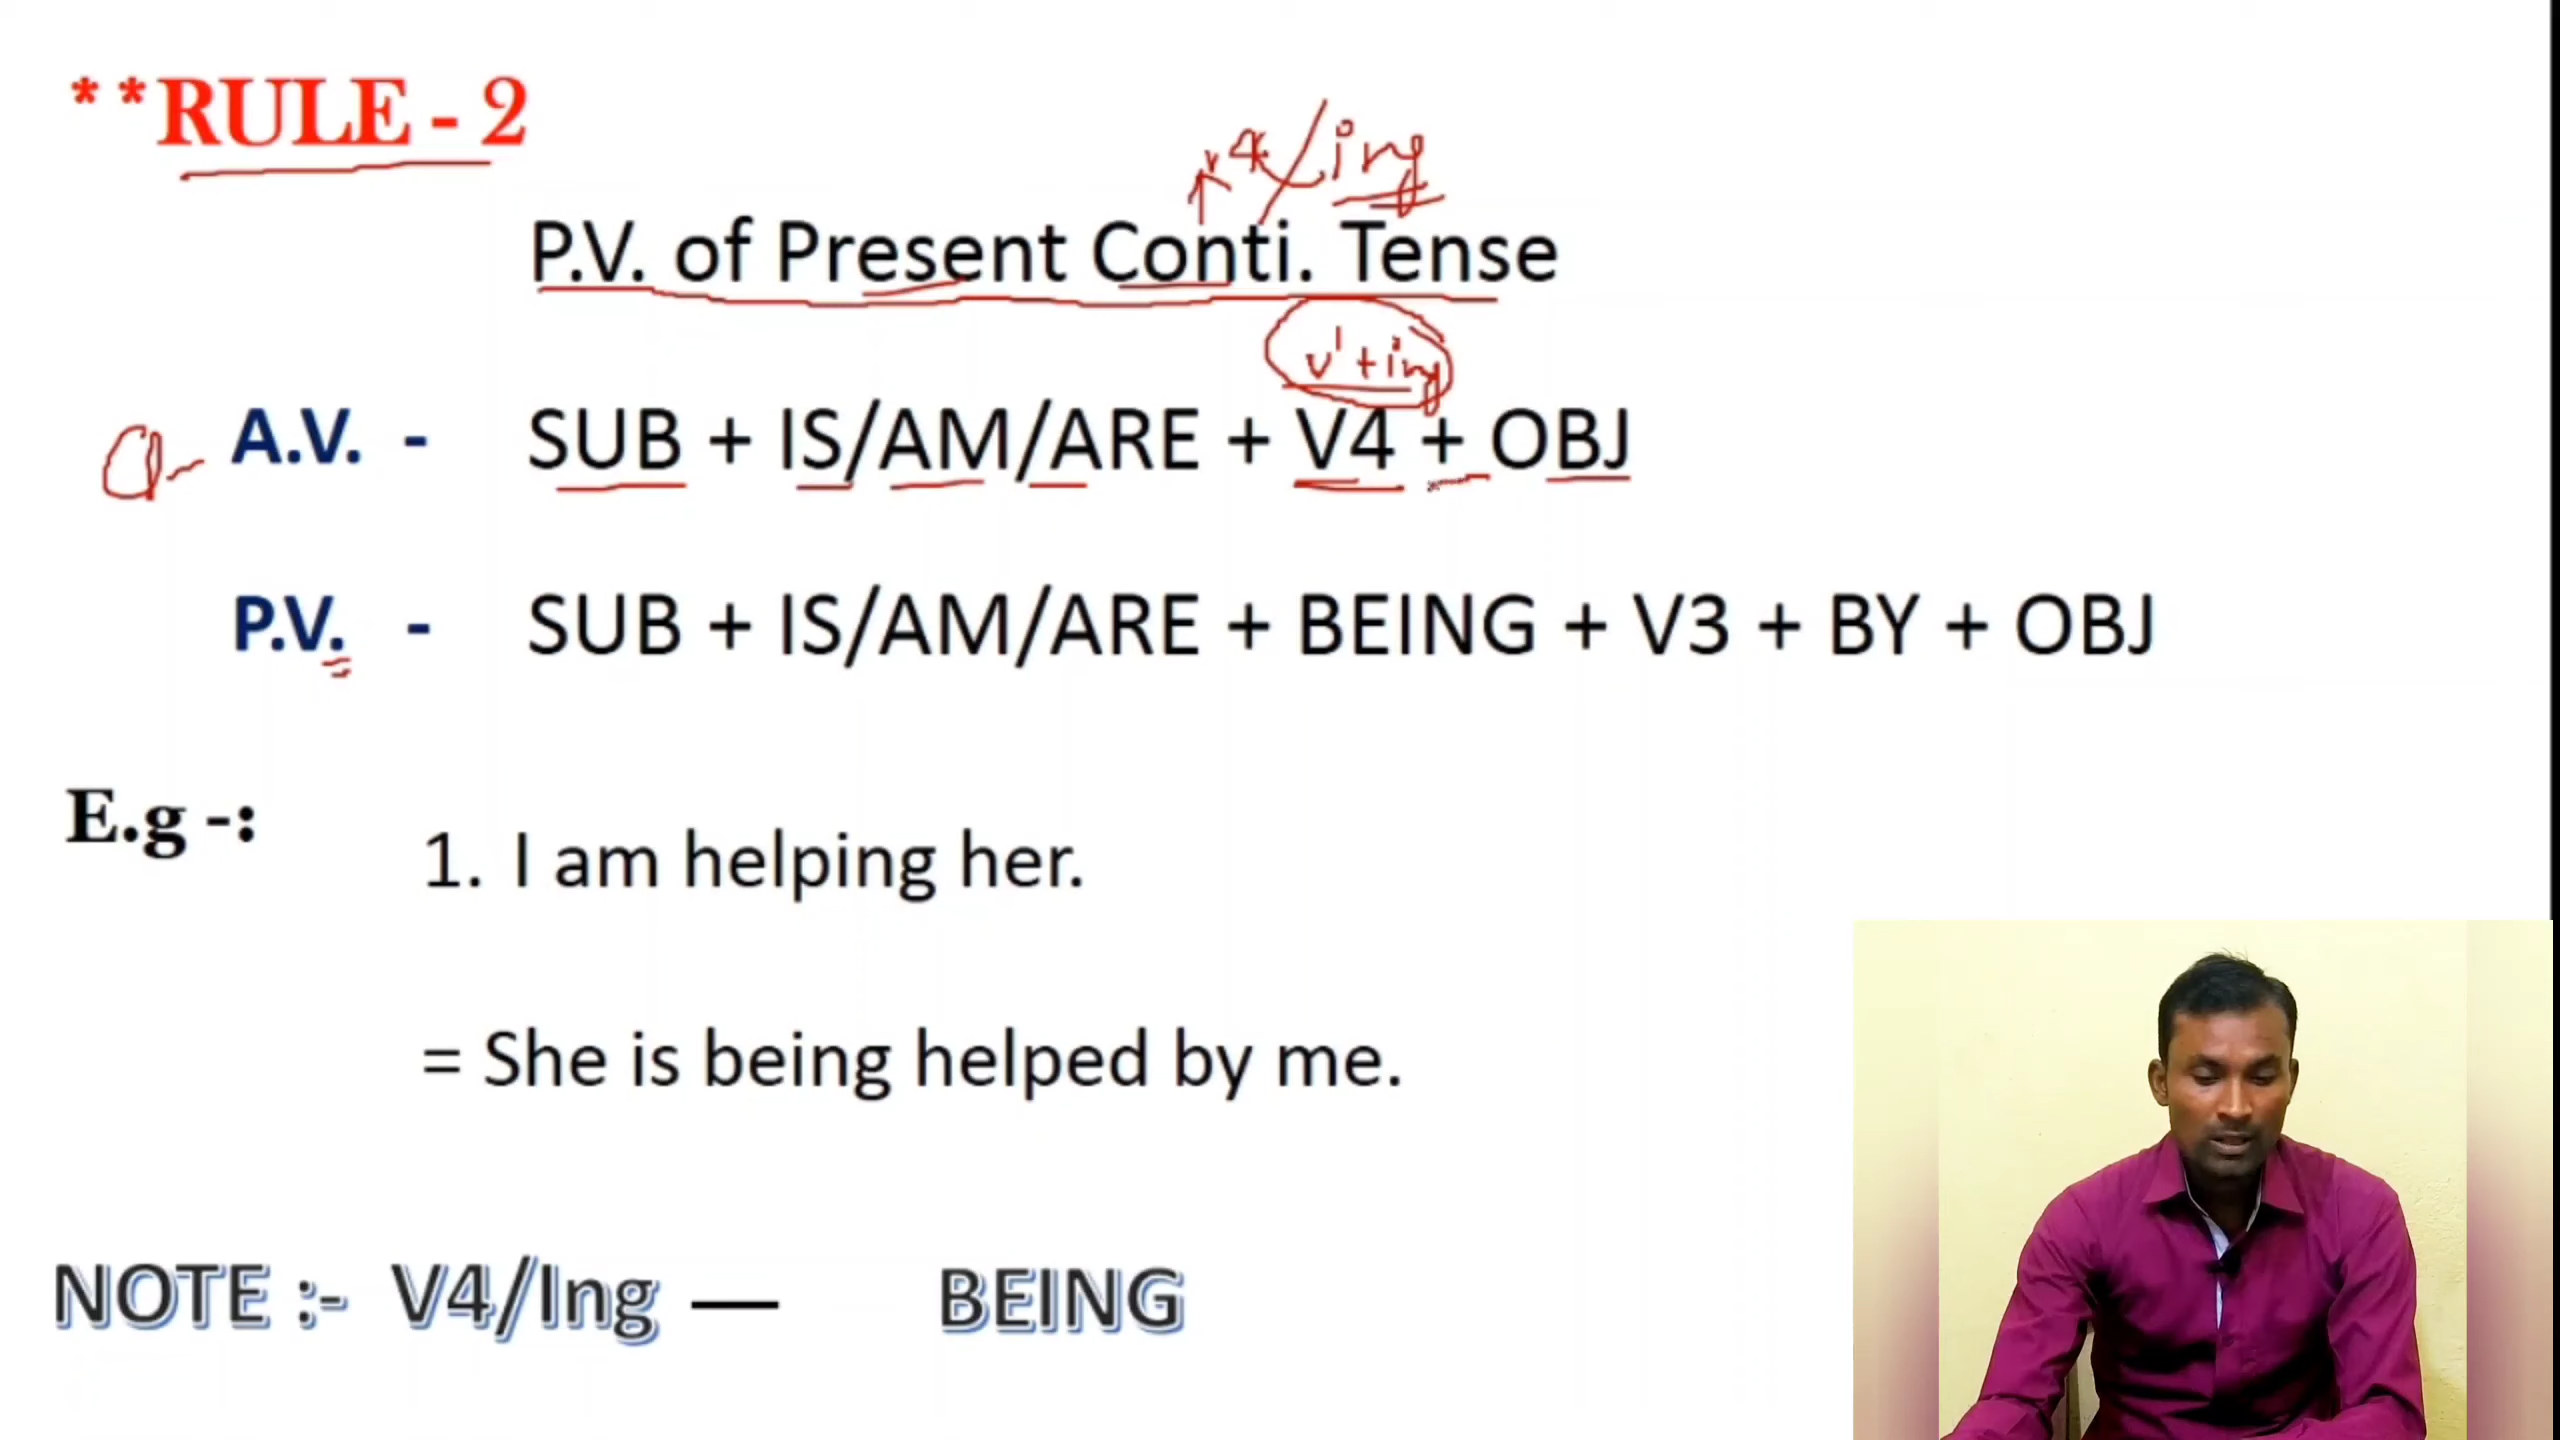 **RULE - 2
v4/ing
P.V. of Present Conti. Tense
v1+ing
A.V. - SUB + IS/AM/ARE + V4 + OBJ
P.V. - SUB + IS/AM/ARE + BEING + V3 + BY + OBJ
E.g -:
1. I am helping her.
= She is being helped by me.
NOTE :- V4/Ing — BEING